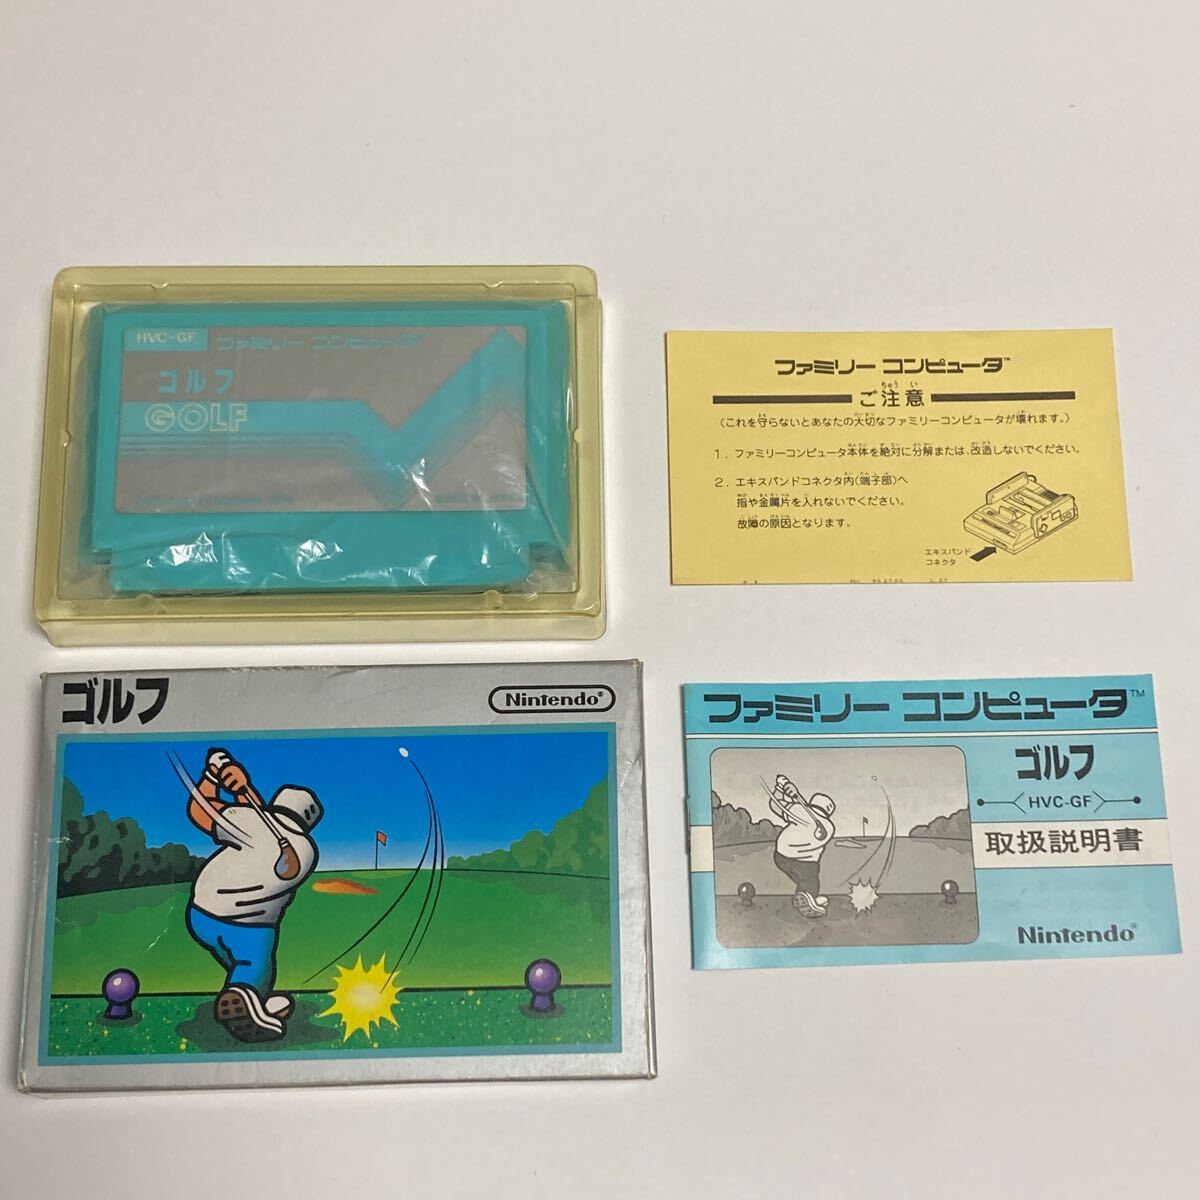 HVC-GF
ファミリー コンピュータ
ゴルフ
GOLF
MADE IN JAPAN
ファミリー コンピュータ™
ちゅう い
ご注意
(これを守らないとあなたの大切なファミリーコンピュータが壊れます。)
1. ファミリーコンピュータ本体を絶対に分解または、改造しないでください。
2. エキスパンドコネクタ内(端子部)へ
指や金属片を入れないでください。
故障の原因となります。
エキスパンド
コネクタ
ゴルフ
Nintendo®
ファミリー コンピュータ™
ゴルフ
HVC-GF
取扱説明書
Nintendo®